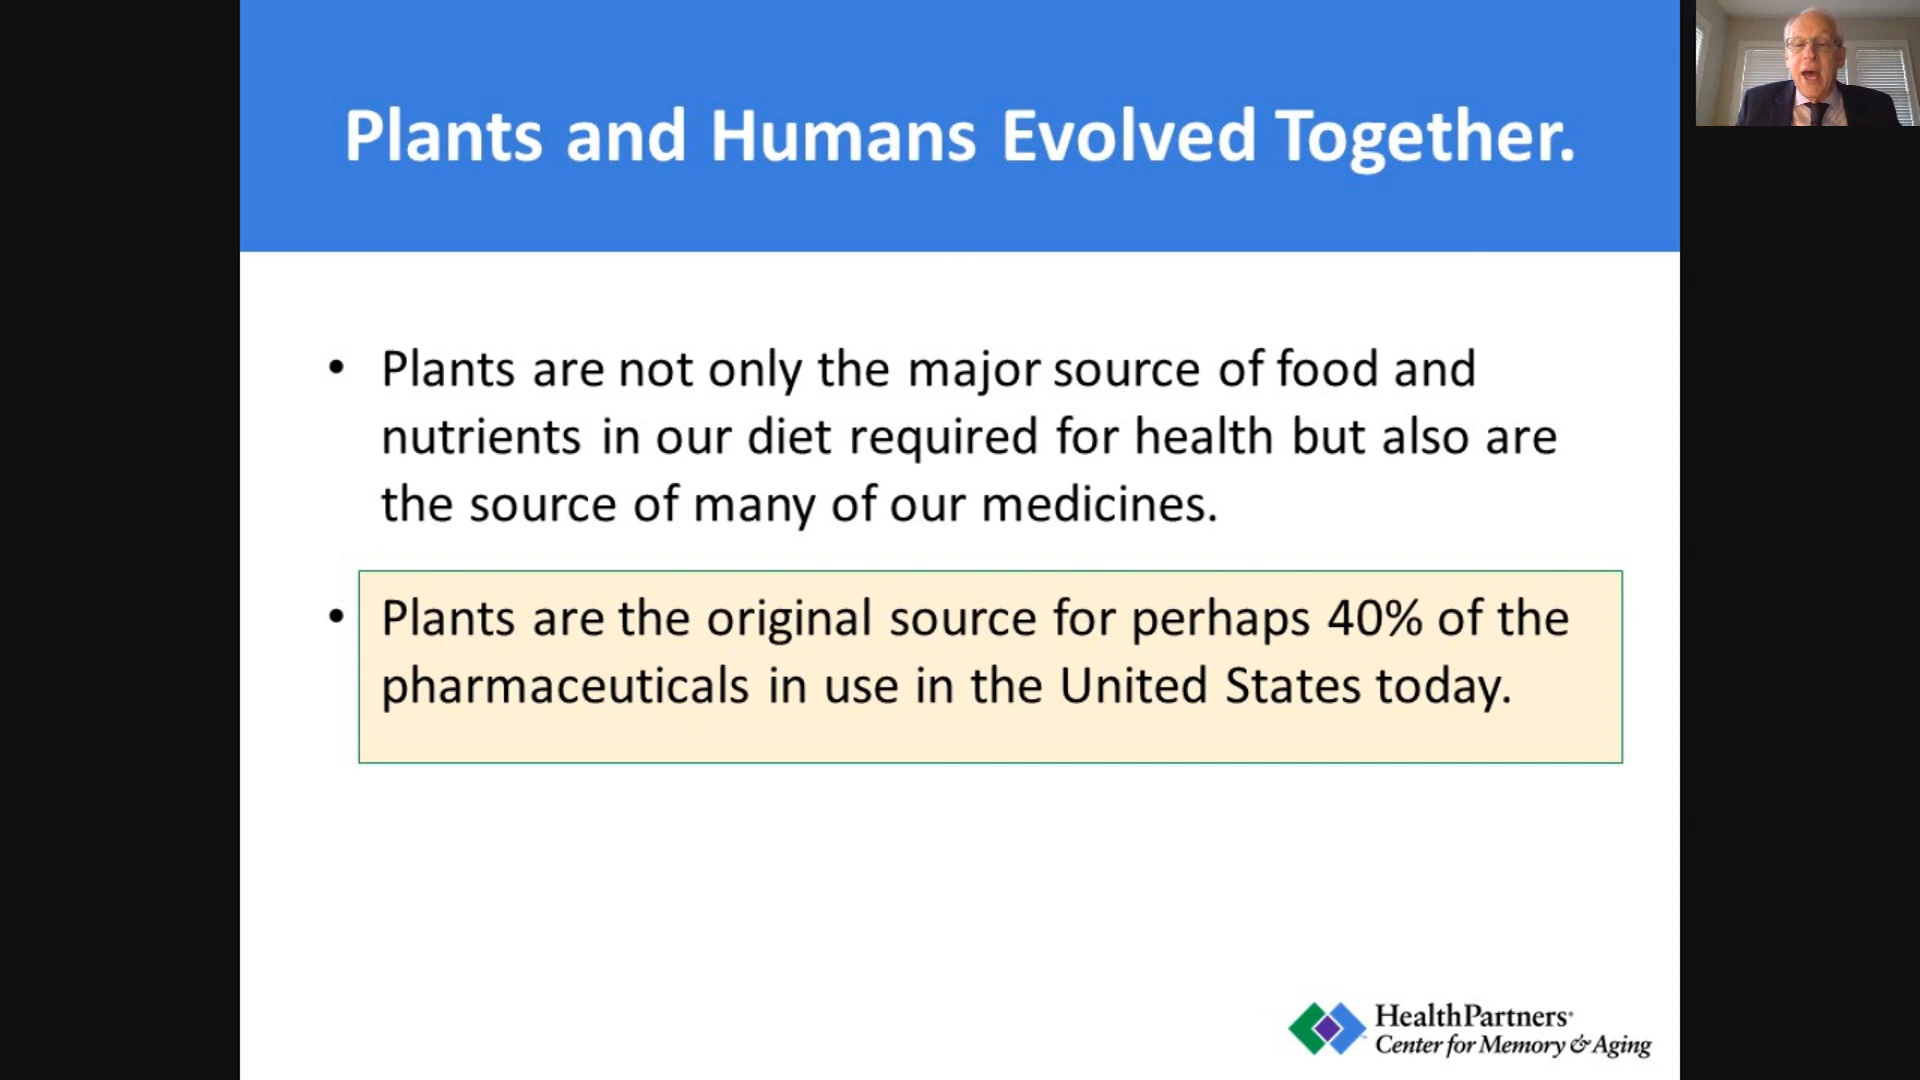 Plants and Humans Evolved Together.
• Plants are not only the major source of food and
nutrients in our diet required for health but also are
the source of many of our medicines.
• Plants are the original source for perhaps 40% of the
pharmaceuticals in use in the United States today.
HealthPartners®
Center for Memory & Aging